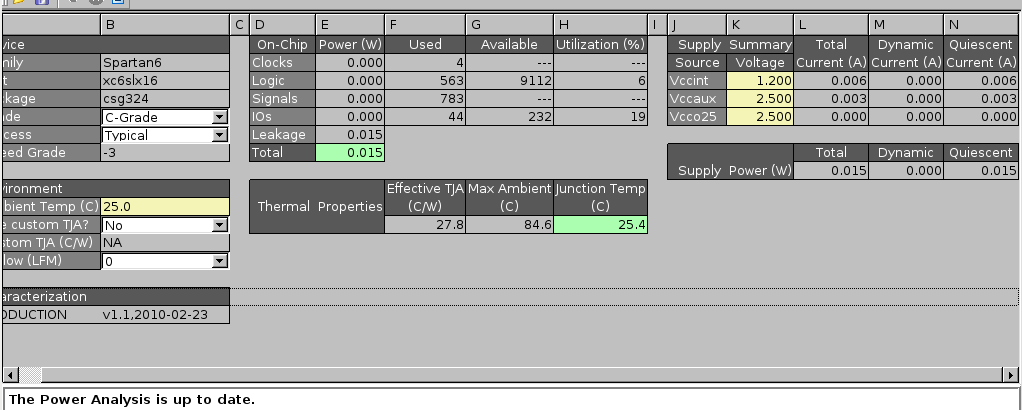 B C D E F G H I J K L M N
vice On-Chip Power (W) Used Available Utilization (%) Supply Summary Total Dynamic Quiescent
mily Spartan6 Clocks 0.000 4 --- --- Source Voltage Current (A) Current (A) Current (A)
t xc6slx16 Logic 0.000 563 9112 6 Vccint 1.200 0.006 0.000 0.006
ckage csg324 Signals 0.000 783 --- --- Vccaux 2.500 0.003 0.000 0.003
ade C-Grade IOs 0.000 44 232 19 Vcco25 2.500 0.000 0.000 0.000
cess Typical Leakage 0.015
eed Grade -3 Total 0.015 Total Dynamic Quiescent
Supply Power (W) 0.015 0.000 0.015
vironment Effective TJA Max Ambient Junction Temp
bient Temp (C) 25.0 Thermal Properties (C/W) (C) (C)
e custom TJA? No 27.8 84.6 25.4
stom TJA (C/W) NA
low (LFM) 0
aracterization
ODUCTION v1.1,2010-02-23
The Power Analysis is up to date.